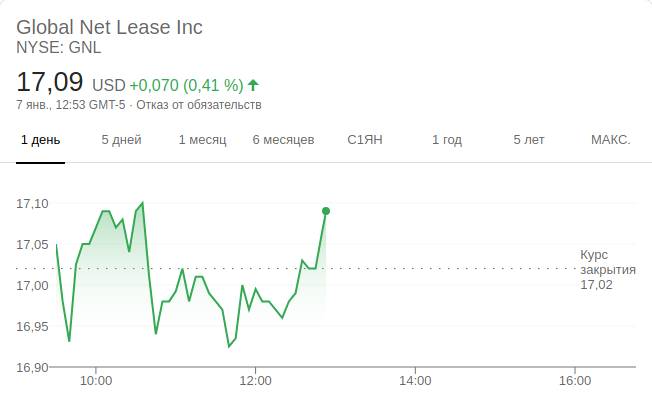 Global Net Lease Inc
NYSE: GNL
17,09 USD +0,070 (0,41 %)
7 янв., 12:53 GMT-5 · Отказ от обязательств
1 день 5 дней 1 месяц 6 месяцев С1ЯН 1 год 5 лет МАКС.
17,10
17,05
17,00
16,95
16,90
Курс
закрытия
17,02
10:00 12:00 14:00 16:00